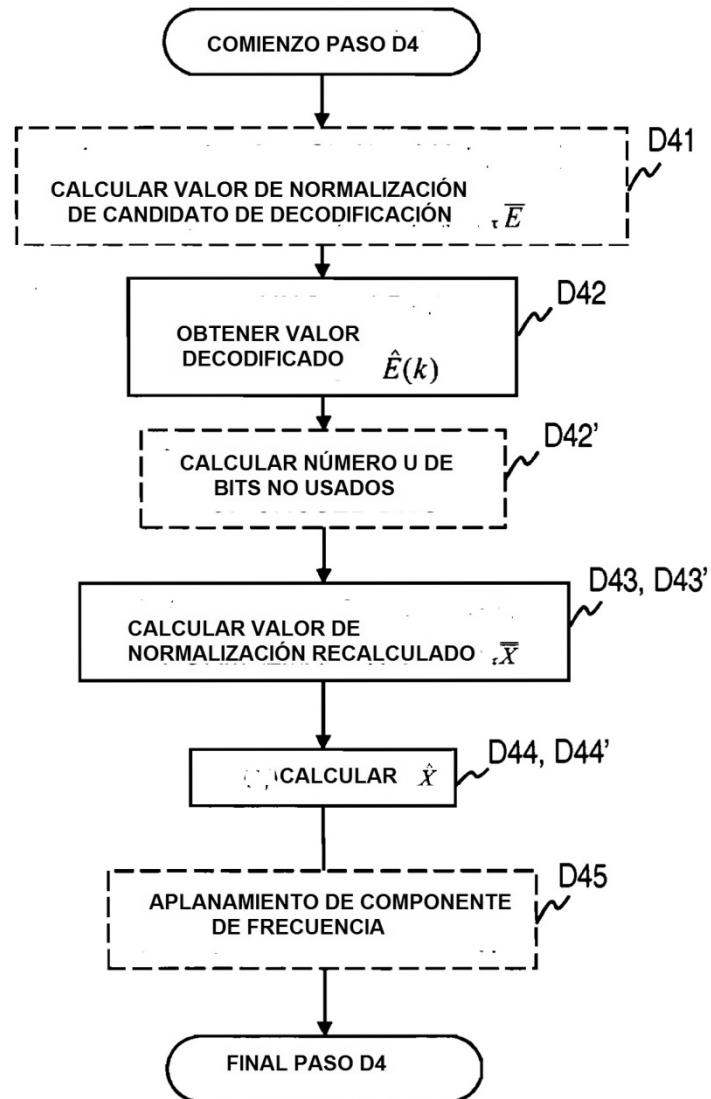 COMIENZO PASO D4
D41
CALCULAR VALOR DE NORMALIZACIÓN
DE CANDIDATO DE DECODIFICACIÓN τE̅
D42
OBTENER VALOR
DECODIFICADO Ê(k)
D42’
CALCULAR NÚMERO U DE
BITS NO USADOS
D43, D43’
CALCULAR VALOR DE
NORMALIZACIÓN RECALCULADO τX̿
D44, D44’
CALCULAR X̂
D45
APLANAMIENTO DE COMPONENTE
DE FRECUENCIA
FINAL PASO D4